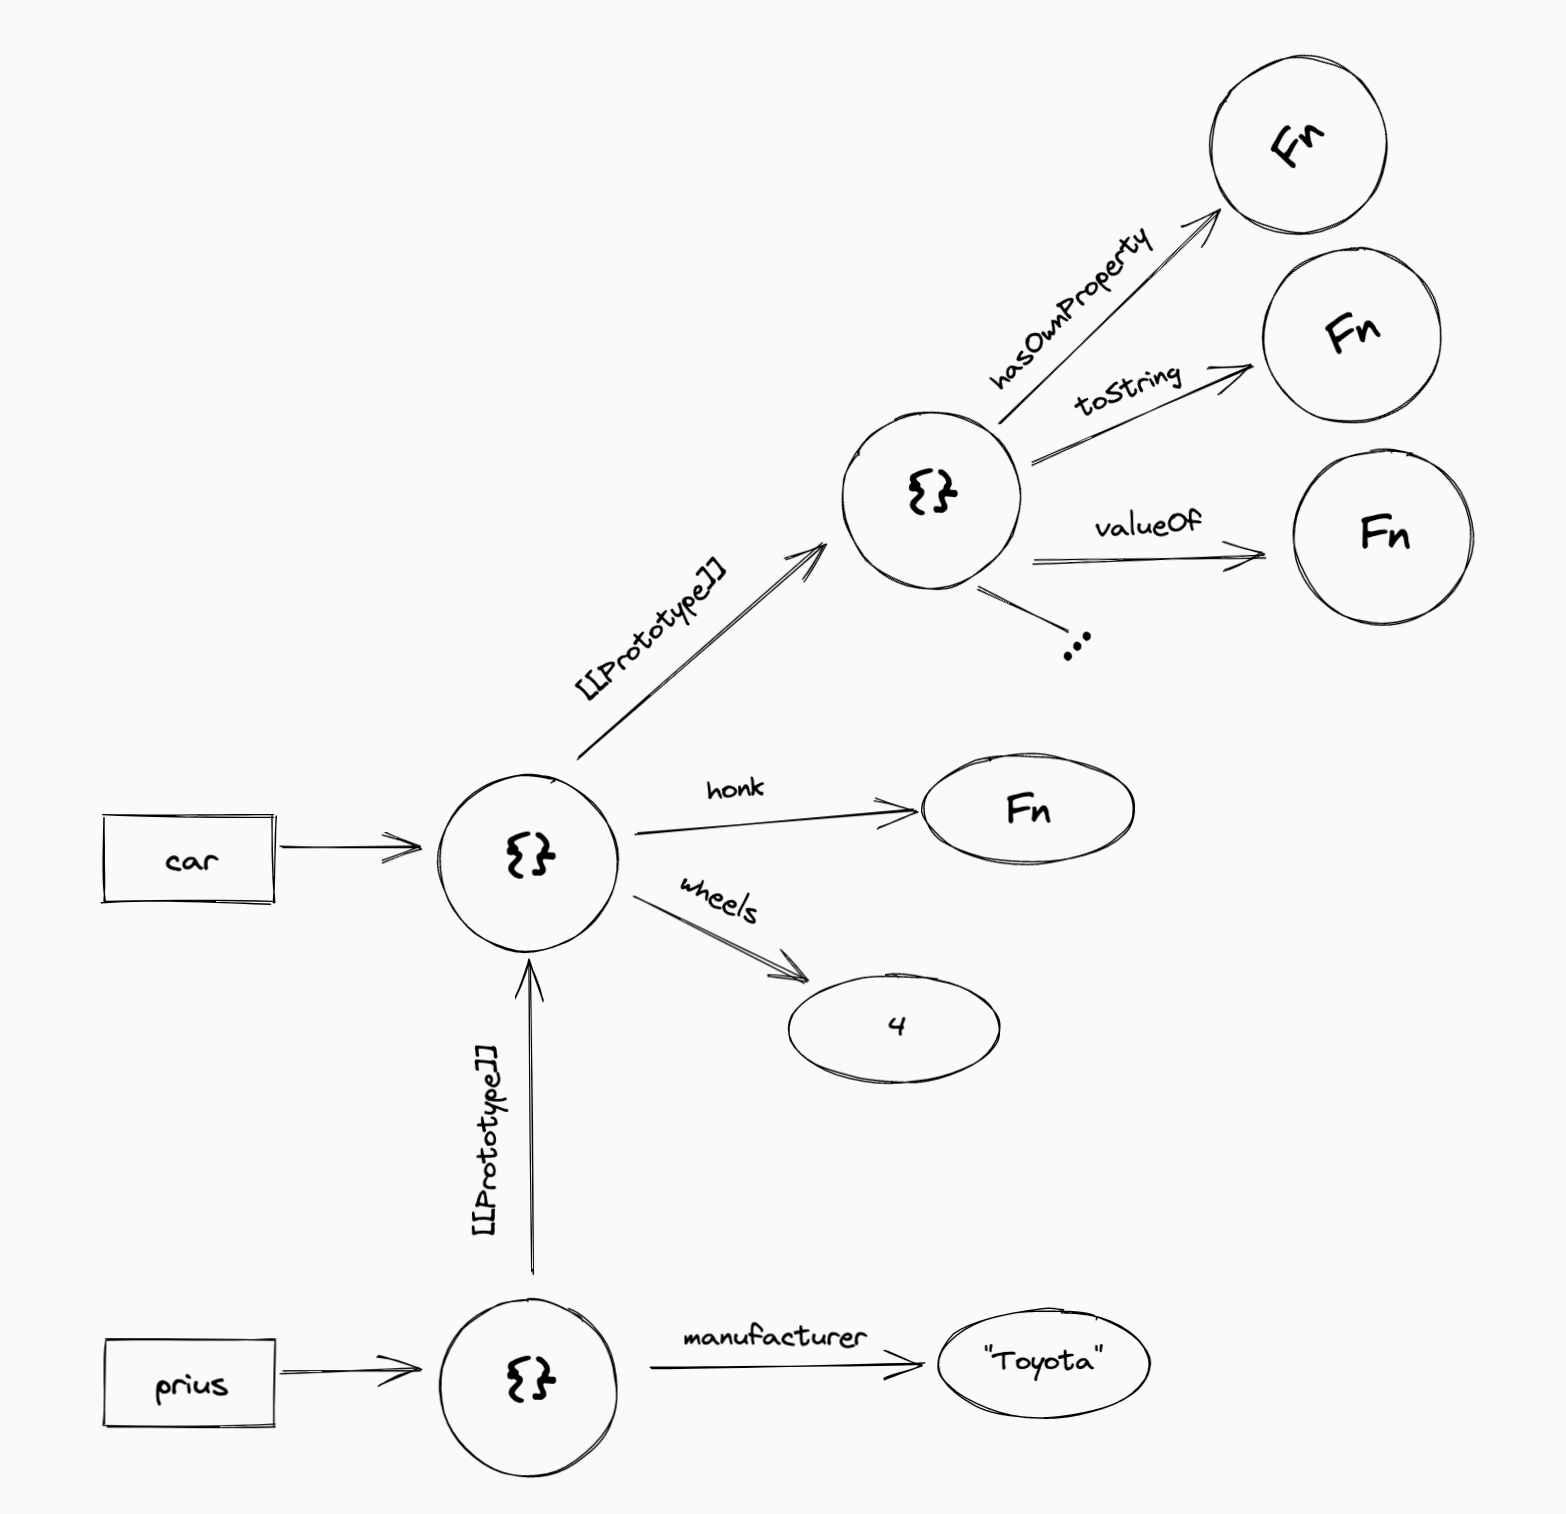 Fn
hasOwnProperty
Fn
toString
{}
valueOf
Fn
[[Prototype]]
...
honk
Fn
car
{}
wheels
4
[[Prototype]]
manufacturer
"Toyota"
prius
{}